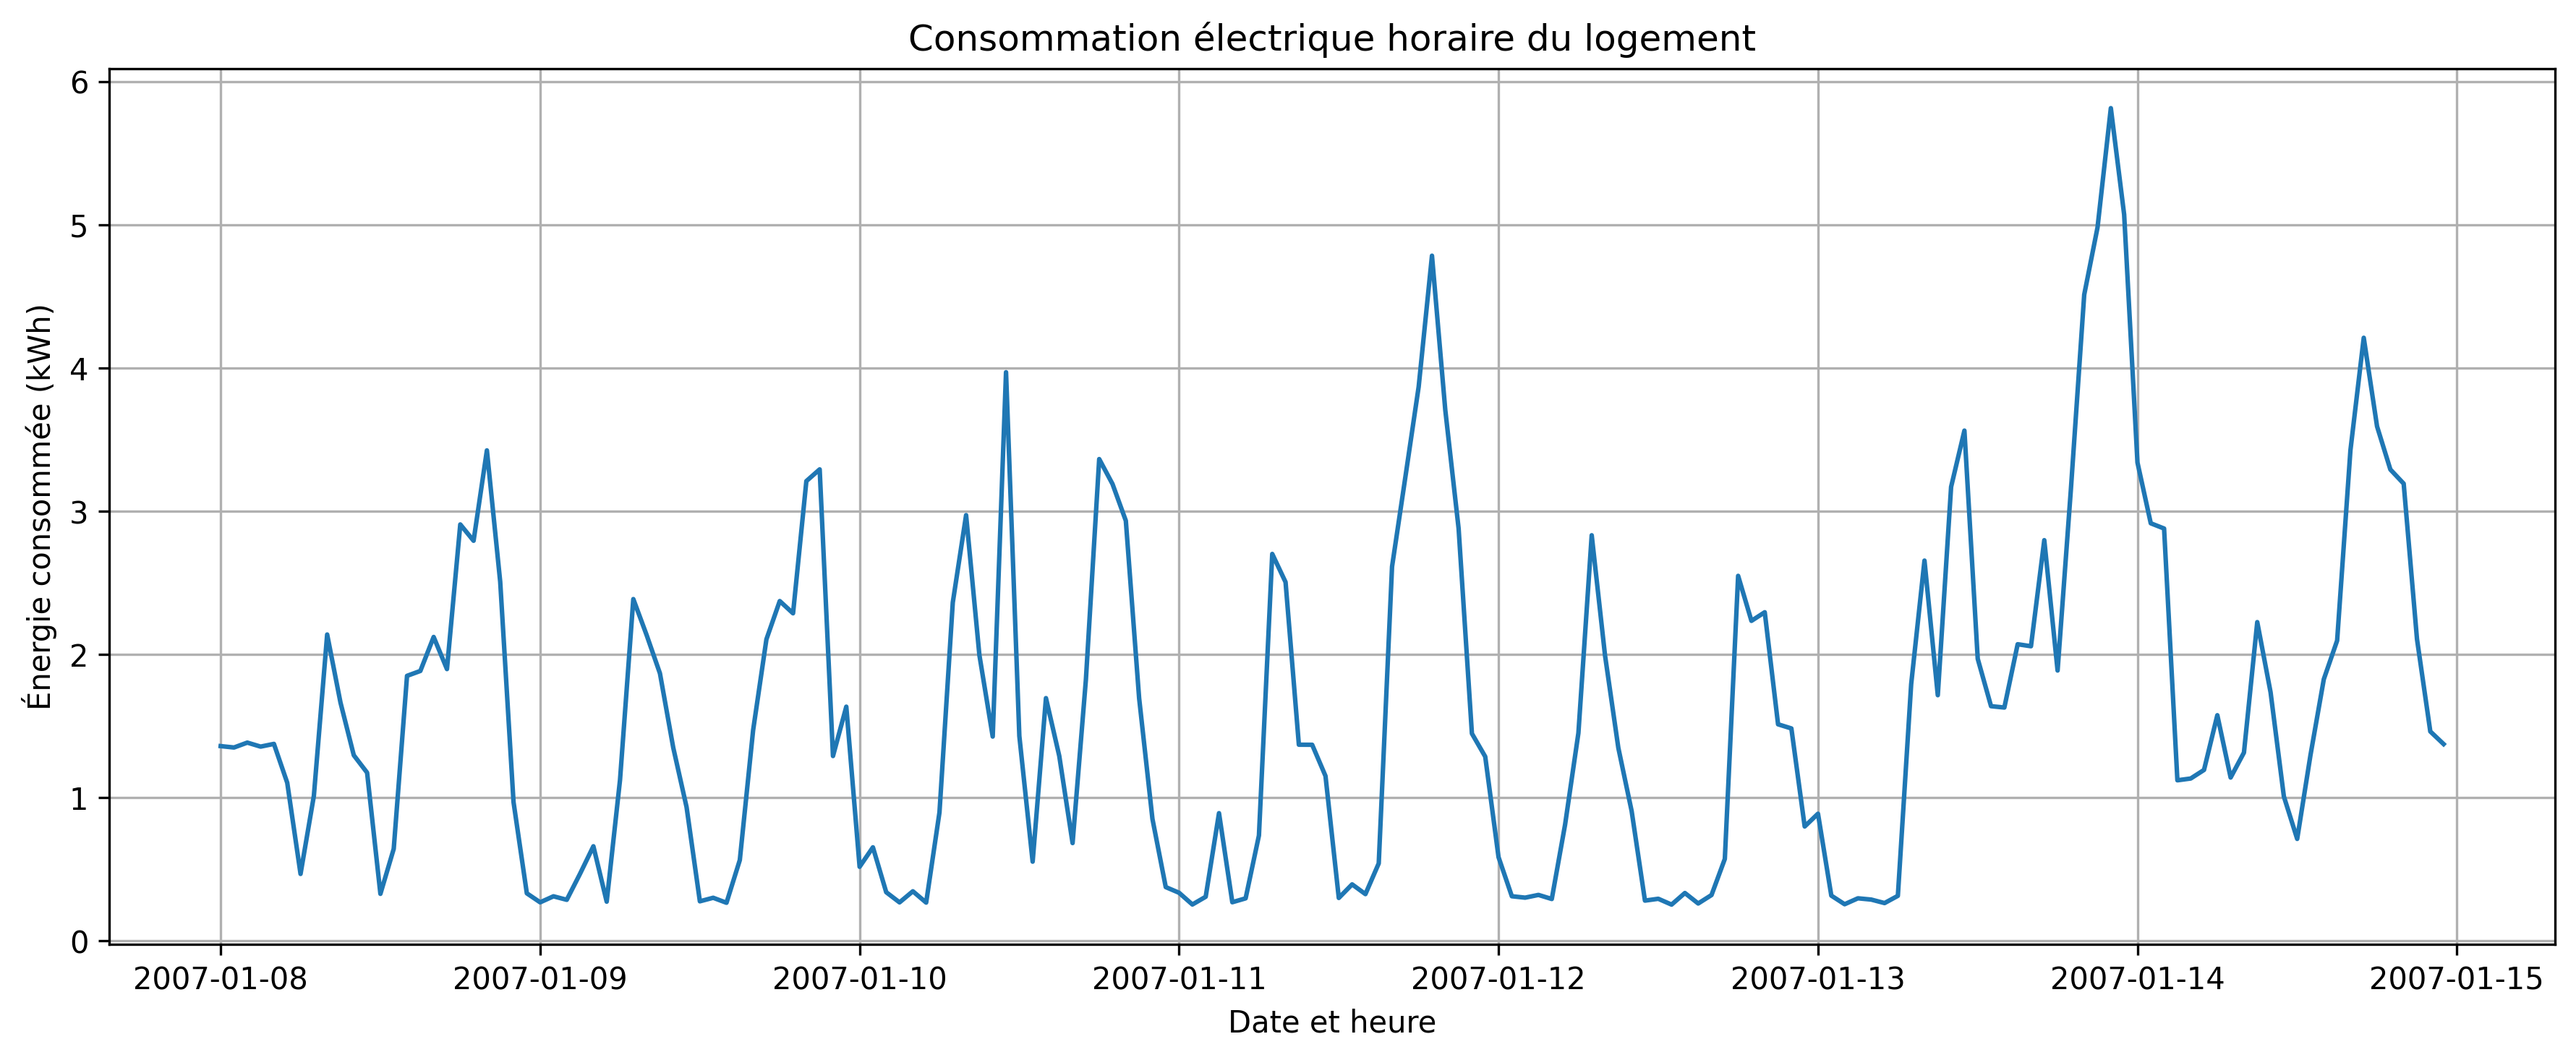 Consommation électrique horaire du logement
Énergie consommée (kWh)
6
5
4
3
2
1
0
2007-01-08 2007-01-09 2007-01-10 2007-01-11 2007-01-12 2007-01-13 2007-01-14 2007-01-15
Date et heure